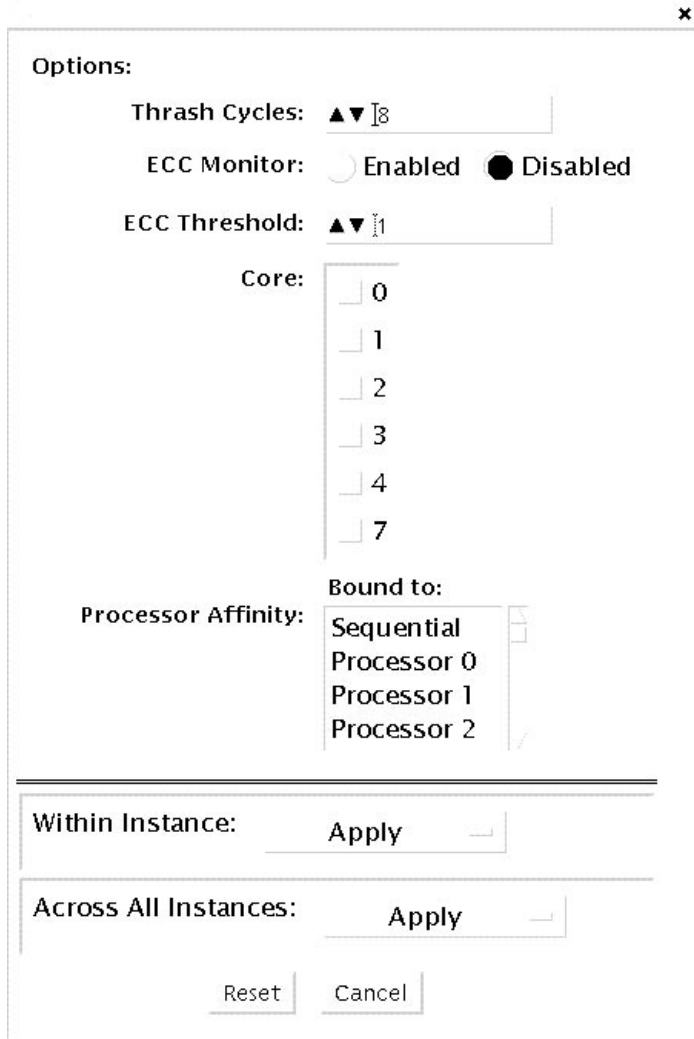 Options:
Thrash Cycles: 8
ECC Monitor: Enabled Disabled
ECC Threshold: 1
Core: 0
1
2
3
4
7
Bound to:
Processor Affinity: Sequential
Processor 0
Processor 1
Processor 2
Within Instance: Apply
Across All Instances: Apply
Reset Cancel